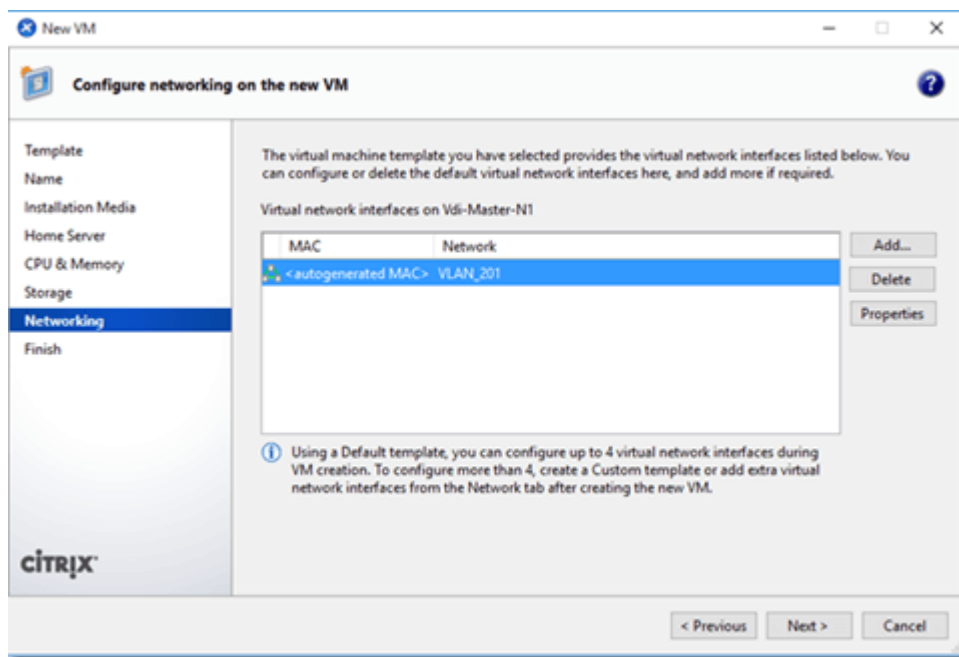 New VM
Configure networking on the new VM
?
Template
Name
Installation Media
Home Server
CPU & Memory
Storage
Networking
Finish
The virtual machine template you have selected provides the virtual network interfaces listed below. You
can configure or delete the default virtual network interfaces here, and add more if required.
Virtual network interfaces on Vdi-Master-N1
MAC Network
<autogenerated MAC> VLAN_201
Add...
Delete
Properties
Using a Default template, you can configure up to 4 virtual network interfaces during
VM creation. To configure more than 4, create a Custom template or add extra virtual
network interfaces from the Network tab after creating the new VM.
CITRIX
< Previous Next > Cancel